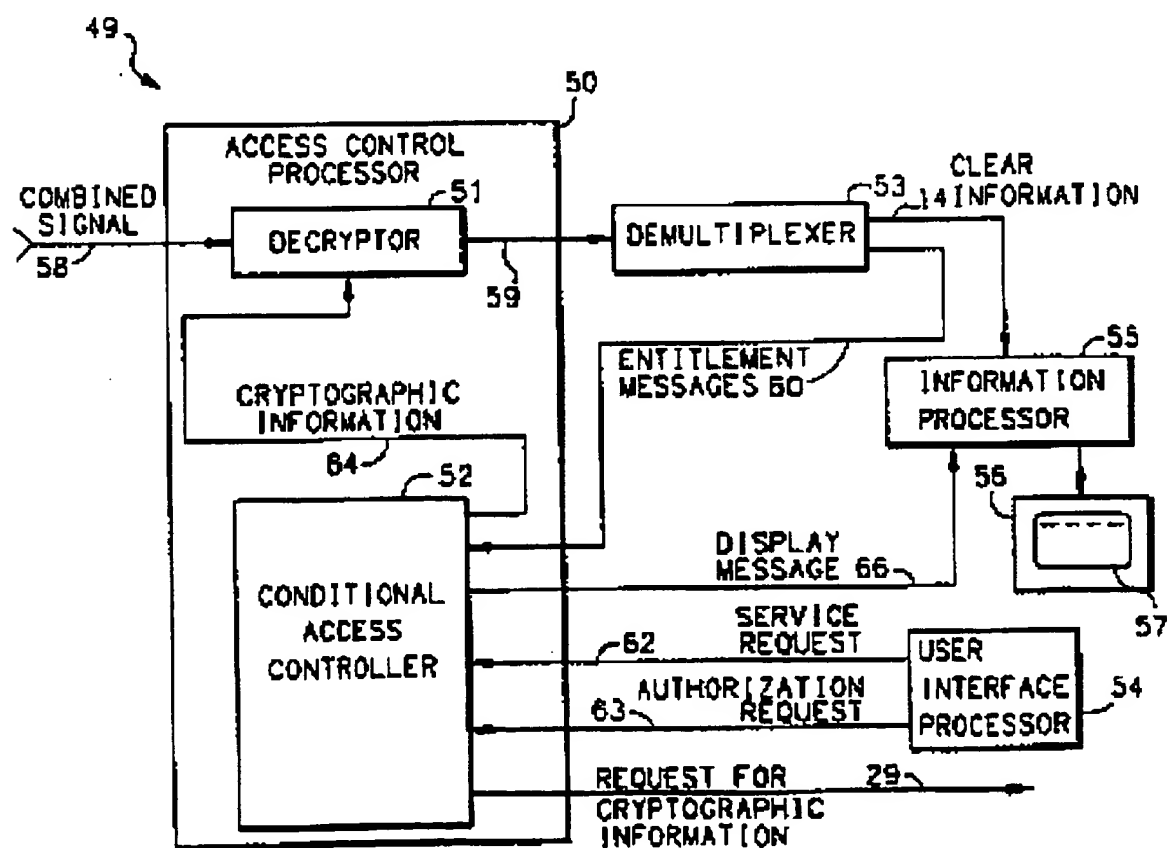 49
50
ACCESS CONTROL
PROCESSOR
COMBINED
SIGNAL
58
51
DECRYPTOR
59
53
DEMULTIPLEXER
CLEAR
14 INFORMATION
ENTITLEMENT
MESSAGES 60
55
INFORMATION
PROCESSOR
CRYPTOGRAPHIC
INFORMATION
64
52
CONDITIONAL
ACCESS
CONTROLLER
56
57
DISPLAY
MESSAGE 66
SERVICE
REQUEST
62
AUTHORIZATION
REQUEST
63
USER
INTERFACE
PROCESSOR
54
REQUEST FOR
CRYPTOGRAPHIC
INFORMATION
29